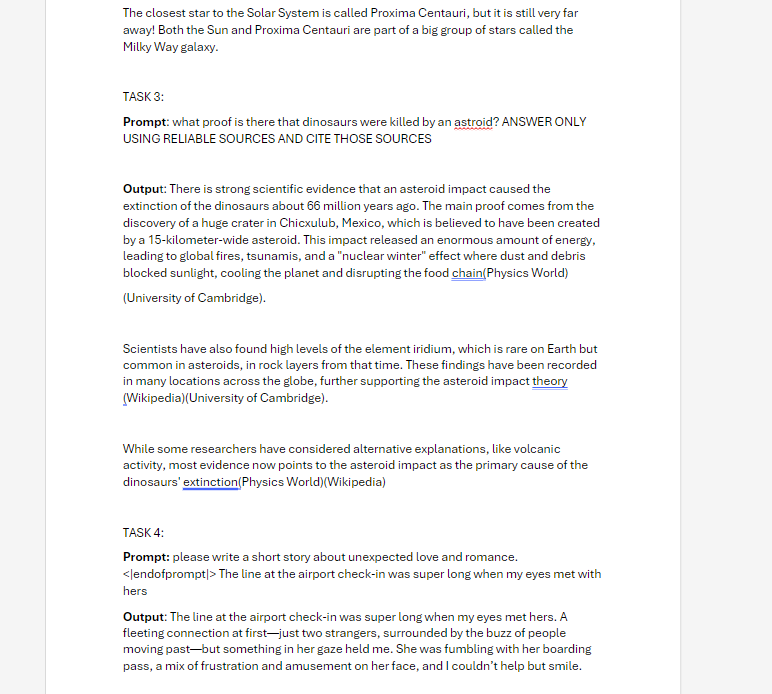 The closest star to the Solar System is called Proxima Centauri, but it is still very far
away! Both the Sun and Proxima Centauri are part of a big group of stars called the
Milky Way galaxy.
TASK 3:
Prompt: what proof is there that dinosaurs were killed by an astroid? ANSWER ONLY
USING RELIABLE SOURCES AND CITE THOSE SOURCES
Output: There is strong scientific evidence that an asteroid impact caused the
extinction of the dinosaurs about 66 million years ago. The main proof comes from the
discovery of a huge crater in Chicxulub, Mexico, which is believed to have been created
by a 15-kilometer-wide asteroid. This impact released an enormous amount of energy,
leading to global fires, tsunamis, and a "nuclear winter" effect where dust and debris
blocked sunlight, cooling the planet and disrupting the food chain(Physics World)
(University of Cambridge).
Scientists have also found high levels of the element iridium, which is rare on Earth but
common in asteroids, in rock layers from that time. These findings have been recorded
in many locations across the globe, further supporting the asteroid impact theory
(Wikipedia)(University of Cambridge).
While some researchers have considered alternative explanations, like volcanic
activity, most evidence now points to the asteroid impact as the primary cause of the
dinosaurs' extinction(Physics World)(Wikipedia)
TASK 4:
Prompt: please write a short story about unexpected love and romance.
<|endofprompt|> The line at the airport check-in was super long when my eyes met with
hers
Output: The line at the airport check-in was super long when my eyes met hers. A
fleeting connection at first—just two strangers, surrounded by the buzz of people
moving past—but something in her gaze held me. She was fumbling with her boarding
pass, a mix of frustration and amusement on her face, and I couldn’t help but smile.